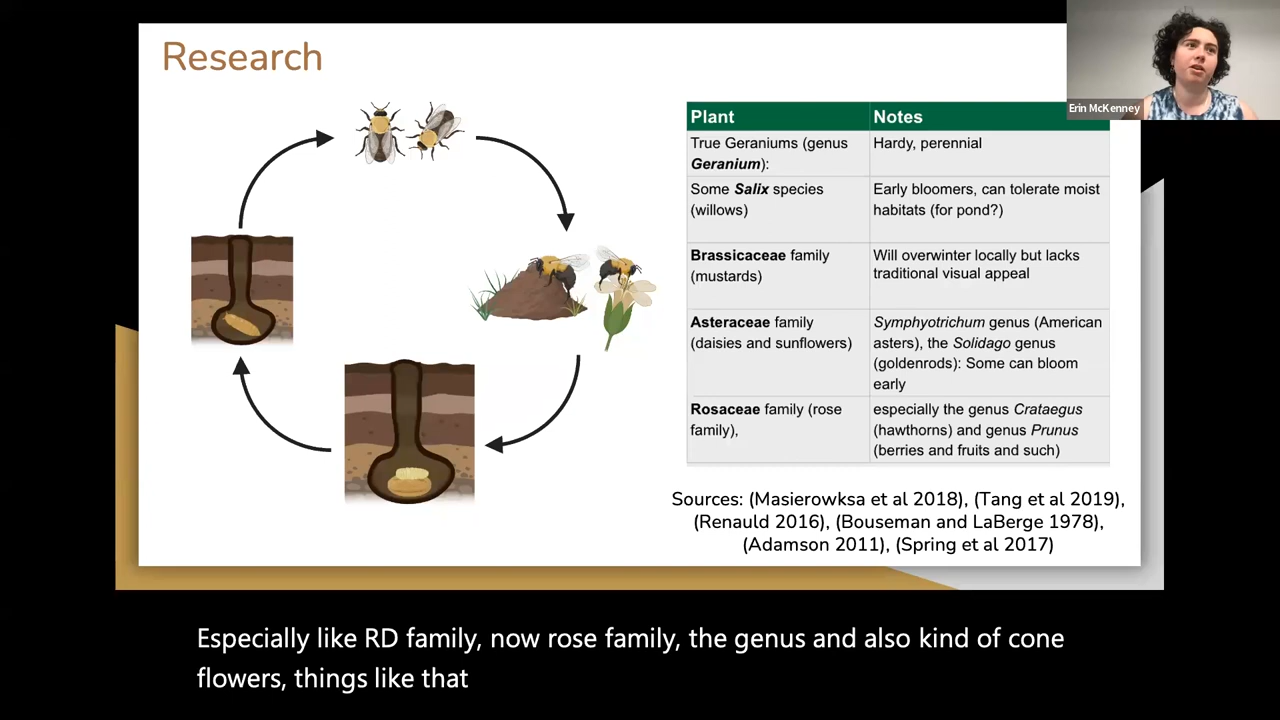 Research
Erin McKenney
Plant Notes
True Geraniums (genus Hardy, perennial
Geranium):
Some Salix species Early bloomers, can tolerate moist
(willows) habitats (for pond?)
Brassicaceae family Will overwinter locally but lacks
(mustards) traditional visual appeal
Asteraceae family Symphyotrichum genus (American
(daisies and sunflowers) asters), the Solidago genus
(goldenrods): Some can bloom
early
Rosaceae family (rose especially the genus Crataegus
family), (hawthorns) and genus Prunus
(berries and fruits and such)
Sources: (Masierowksa et al 2018), (Tang et al 2019),
(Renauld 2016), (Bouseman and LaBerge 1978),
(Adamson 2011), (Spring et al 2017)
Especially like RD family, now rose family, the genus and also kind of cone
flowers, things like that